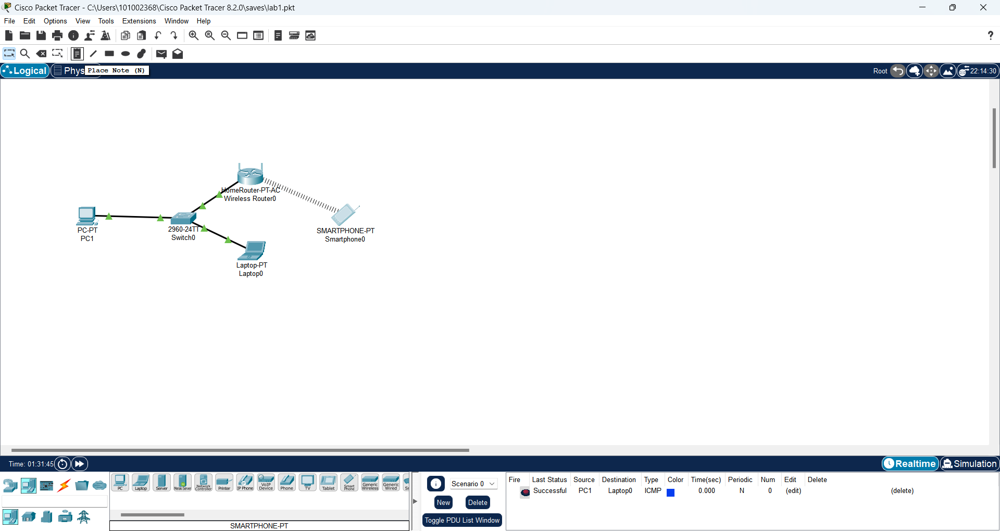 Cisco Packet Tracer - C:\Users\101002368\Cisco Packet Tracer 8.2.0\saves\lab1.pkt
File Edit Options View Tools Extensions Window Help
Logical Phys Place Note (N) Root 22:14:30
HomeRouter-PT-AC
Wireless Router0
PC-PT
PC1
2960-24TT
Switch0
SMARTPHONE-PT
Smartphone0
Laptop-PT
Laptop0
Time: 01:31:45 Realtime Simulation
PC Laptop Server Meraki Server Network Controller Printer IP Phone VoIP Device Phone TV Tablet Smart Phone Generic Wireless Generic Wired
SMARTPHONE-PT
Scenario 0
New Delete
Toggle PDU List Window
Fire Last Status Source Destination Type Color Time(sec) Periodic Num Edit Delete
Successful PC1 Laptop0 ICMP 0.000 N 0 (edit) (delete)